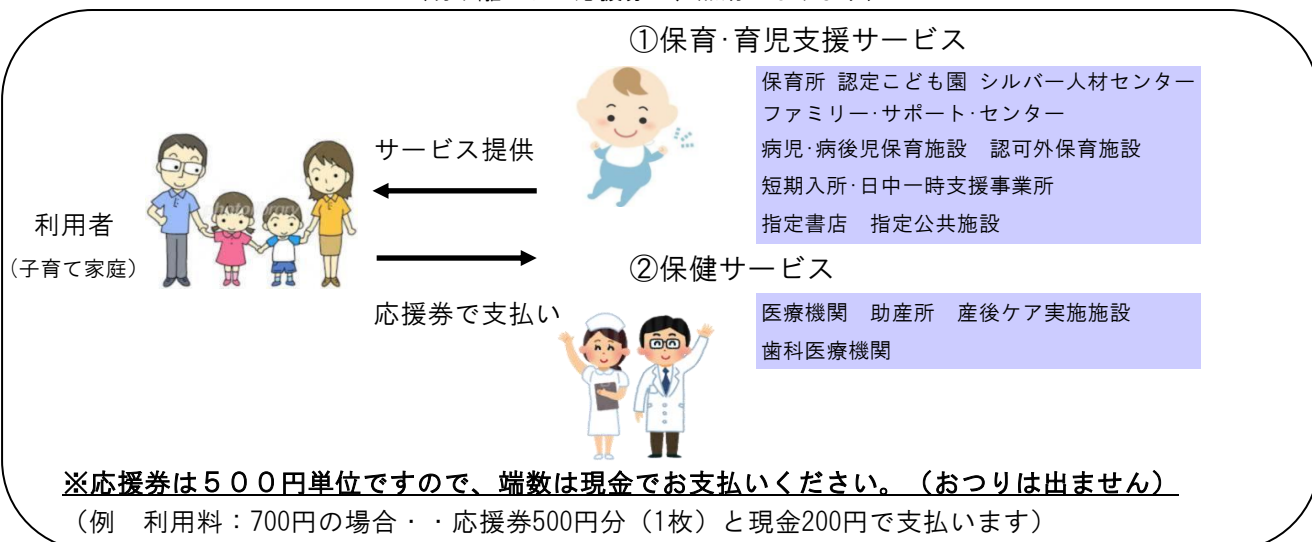 ①保育･育児支援サービス
保育所 認定こども園 シルバー人材センター
ファミリー･サポート･センター
病児･病後児保育施設　認可外保育施設
短期入所･日中一時支援事業所
指定書店　指定公共施設
サービス提供
利用者
（子育て家庭）
応援券で支払い
②保健サービス
医療機関　助産所　産後ケア実施施設
歯科医療機関
※応援券は５００円単位ですので、端数は現金でお支払いください。（おつりは出ません）
（例　利用料：700円の場合・・応援券500円分（1枚）と現金200円で支払います）